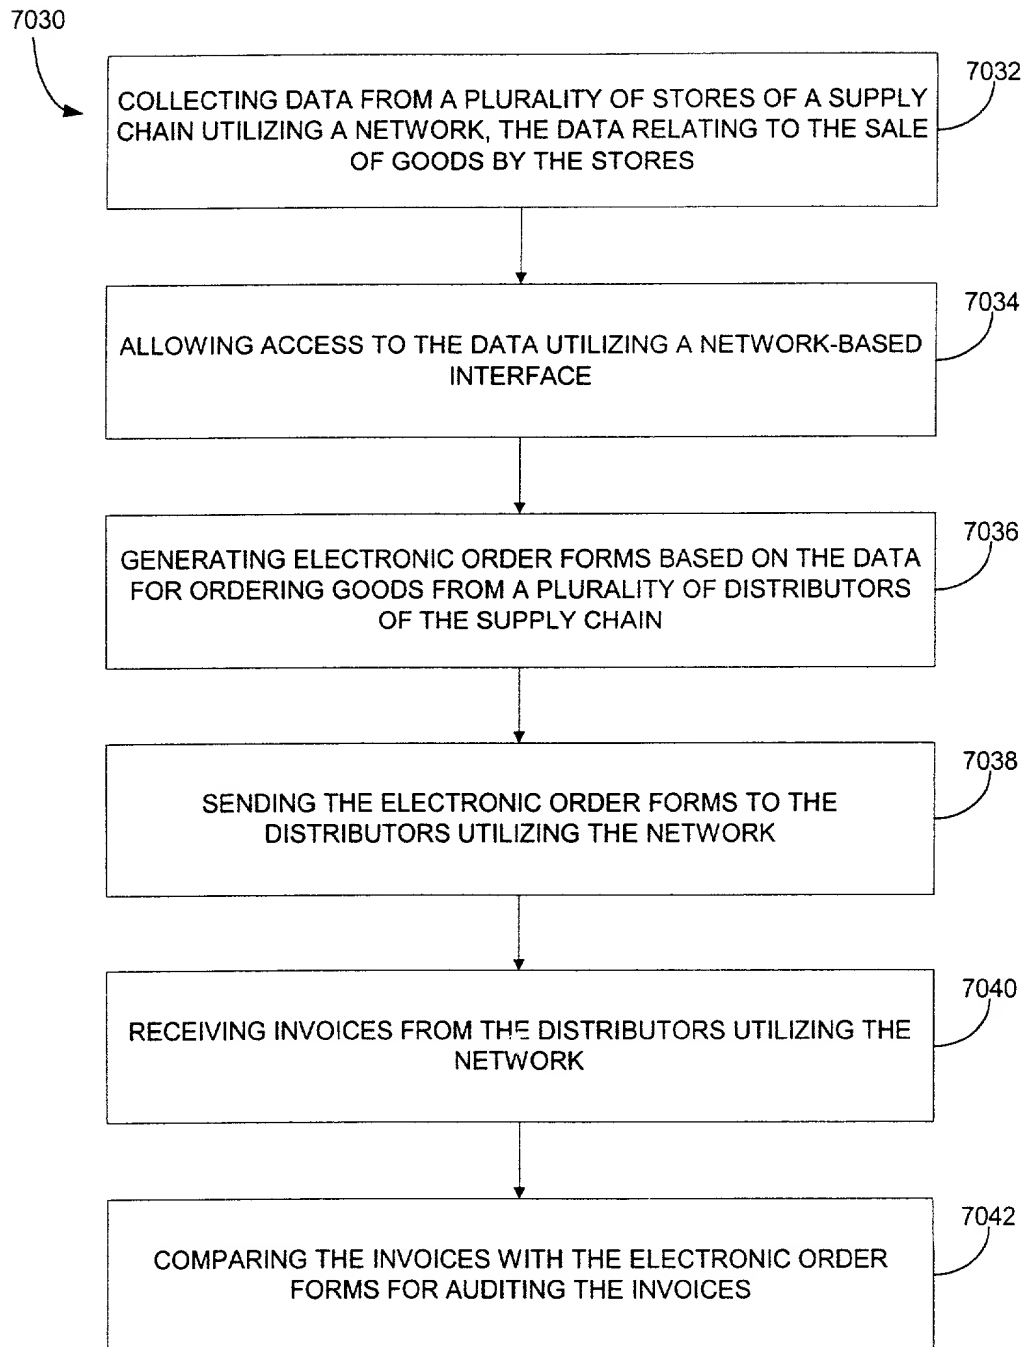 7030
7032
COLLECTING DATA FROM A PLURALITY OF STORES OF A SUPPLY
CHAIN UTILIZING A NETWORK, THE DATA RELATING TO THE SALE
OF GOODS BY THE STORES
7034
ALLOWING ACCESS TO THE DATA UTILIZING A NETWORK-BASED
INTERFACE
7036
GENERATING ELECTRONIC ORDER FORMS BASED ON THE DATA
FOR ORDERING GOODS FROM A PLURALITY OF DISTRIBUTORS
OF THE SUPPLY CHAIN
7038
SENDING THE ELECTRONIC ORDER FORMS TO THE
DISTRIBUTORS UTILIZING THE NETWORK
7040
RECEIVING INVOICES FROM THE DISTRIBUTORS UTILIZING THE
NETWORK
7042
COMPARING THE INVOICES WITH THE ELECTRONIC ORDER
FORMS FOR AUDITING THE INVOICES